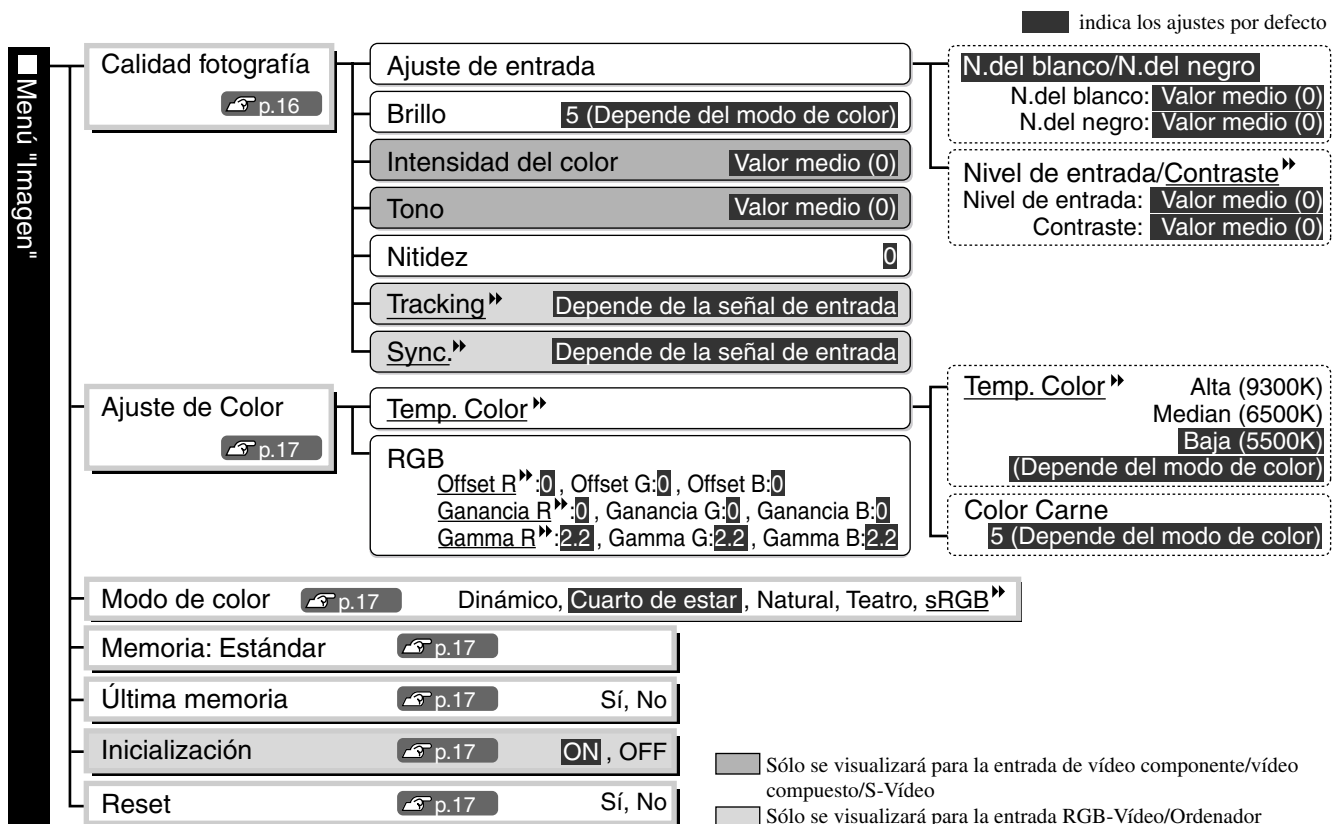 indica los ajustes por defecto
Menú "Imagen"
Calidad fotografía
p.16
Ajuste de entrada
Brillo 5 (Depende del modo de color)
Intensidad del color Valor medio (0)
Tono Valor medio (0)
Nitidez 0
Tracking Depende de la señal de entrada
Sync. Depende de la señal de entrada
N.del blanco/N.del negro
N.del blanco: Valor medio (0)
N.del negro: Valor medio (0)
Nivel de entrada/Contraste
Nivel de entrada: Valor medio (0)
Contraste: Valor medio (0)
Ajuste de Color
p.17
Temp. Color
RGB
Offset R:0 , Offset G:0 , Offset B:0
Ganancia R:0 , Ganancia G:0 , Ganancia B:0
Gamma R:2.2 , Gamma G:2.2 , Gamma B:2.2
Temp. Color Alta (9300K)
Median (6500K)
Baja (5500K)
(Depende del modo de color)
Color Carne
5 (Depende del modo de color)
Modo de color p.17 Dinámico, Cuarto de estar , Natural, Teatro, sRGB
Memoria: Estándar p.17
Última memoria p.17 Sí, No
Inicialización p.17 ON , OFF
Reset p.17 Sí, No
Sólo se visualizará para la entrada de vídeo componente/vídeo
compuesto/S-Vídeo
Sólo se visualizará para la entrada RGB-Vídeo/Ordenador